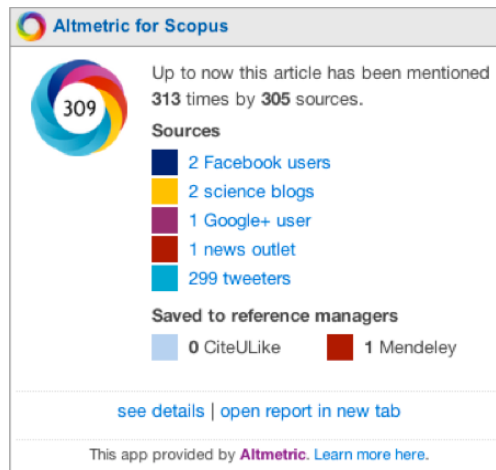 Altmetric for Scopus
309
Up to now this article has been mentioned
313 times by 305 sources.
Sources
2 Facebook users
2 science blogs
1 Google+ user
1 news outlet
299 tweeters
Saved to reference managers
0 CiteULike 1 Mendeley
see details | open report in new tab
This app provided by Altmetric. Learn more here.